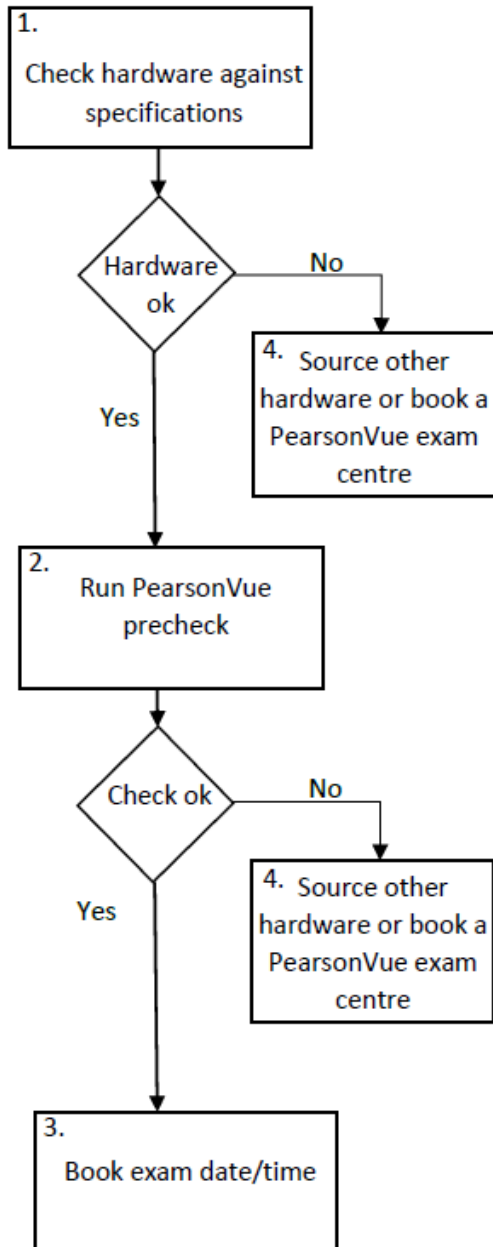 1.
Check hardware against
specifications
Hardware
ok
No
4. Source other
hardware or book a
PearsonVue exam
centre
Yes
2.
Run PearsonVue
precheck
Check ok
No
4. Source other
hardware or book a
PearsonVue exam
centre
Yes
3.
Book exam date/time